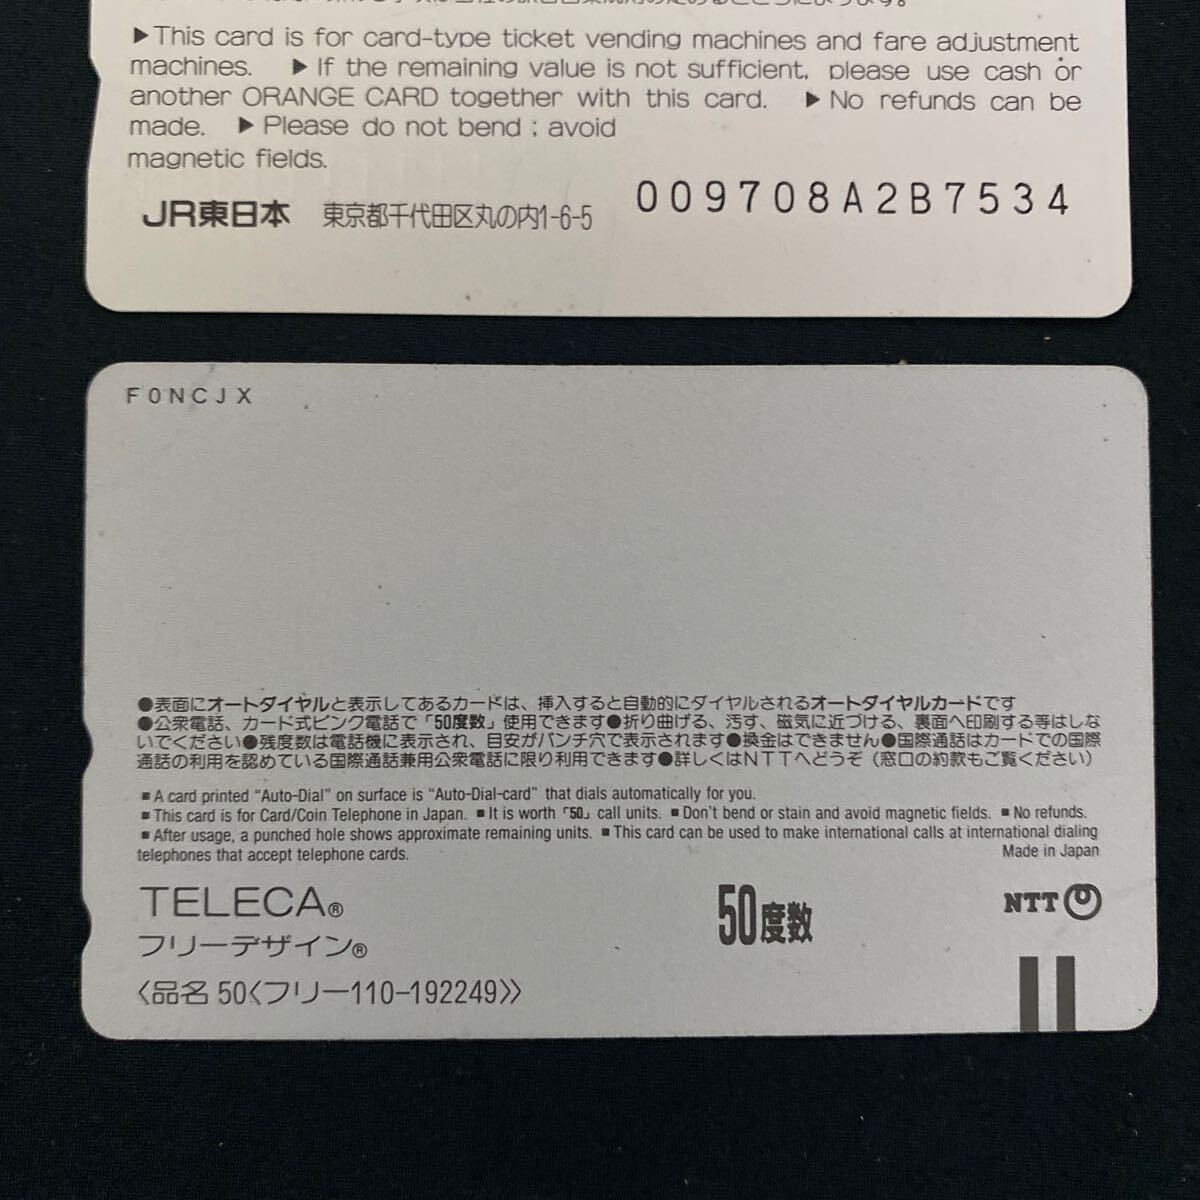 ▶This card is for card-type ticket vending machines and fare adjustment
machines. ▶If the remaining value is not sufficient, please use cash or
another ORANGE CARD together with this card. ▶No refunds can be
made. ▶Please do not bend ; avoid
magnetic fields.
JR東日本 東京都千代田区丸の内1-6-5 009708A2B7534
F0NCJX
●表面にオートダイヤルと表示してあるカードは、挿入すると自動的にダイヤルされるオートダイヤルカードです
●公衆電話、カード式ピンク電話で「50度数」使用できます●折り曲げる、汚す、磁気に近づける、裏面へ印刷する等はしな
いでください●残度数は電話機に表示され、目安がパンチ穴で表示されます●換金はできません●国際通話はカードでの国際
通話の利用を認めている国際通話兼用公衆電話に限り利用できます●詳しくはNTTへどうぞ（窓口の約款もご覧ください）
■A card printed “Auto-Dial” on surface is “Auto-Dial-card” that dials automatically for you.
■This card is for Card/Coin Telephone in Japan. ■It is worth「50」call units. ■Don't bend or stain and avoid magnetic fields. ■No refunds.
■After usage, a punched hole shows approximate remaining units. ■This card can be used to make international calls at international dialing
telephones that accept telephone cards. Made in Japan
TELECA® 50度数 NTT
フリーデザイン®
〈品名 50〈フリー110-192249〉〉